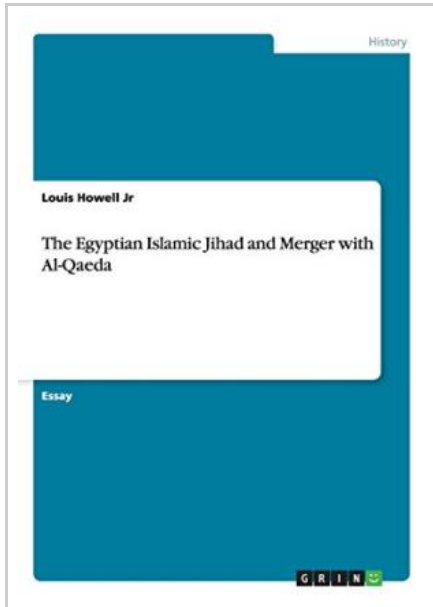 History
Louis Howell Jr
The Egyptian Islamic Jihad and Merger with
Al-Qaeda
Essay
GRIN